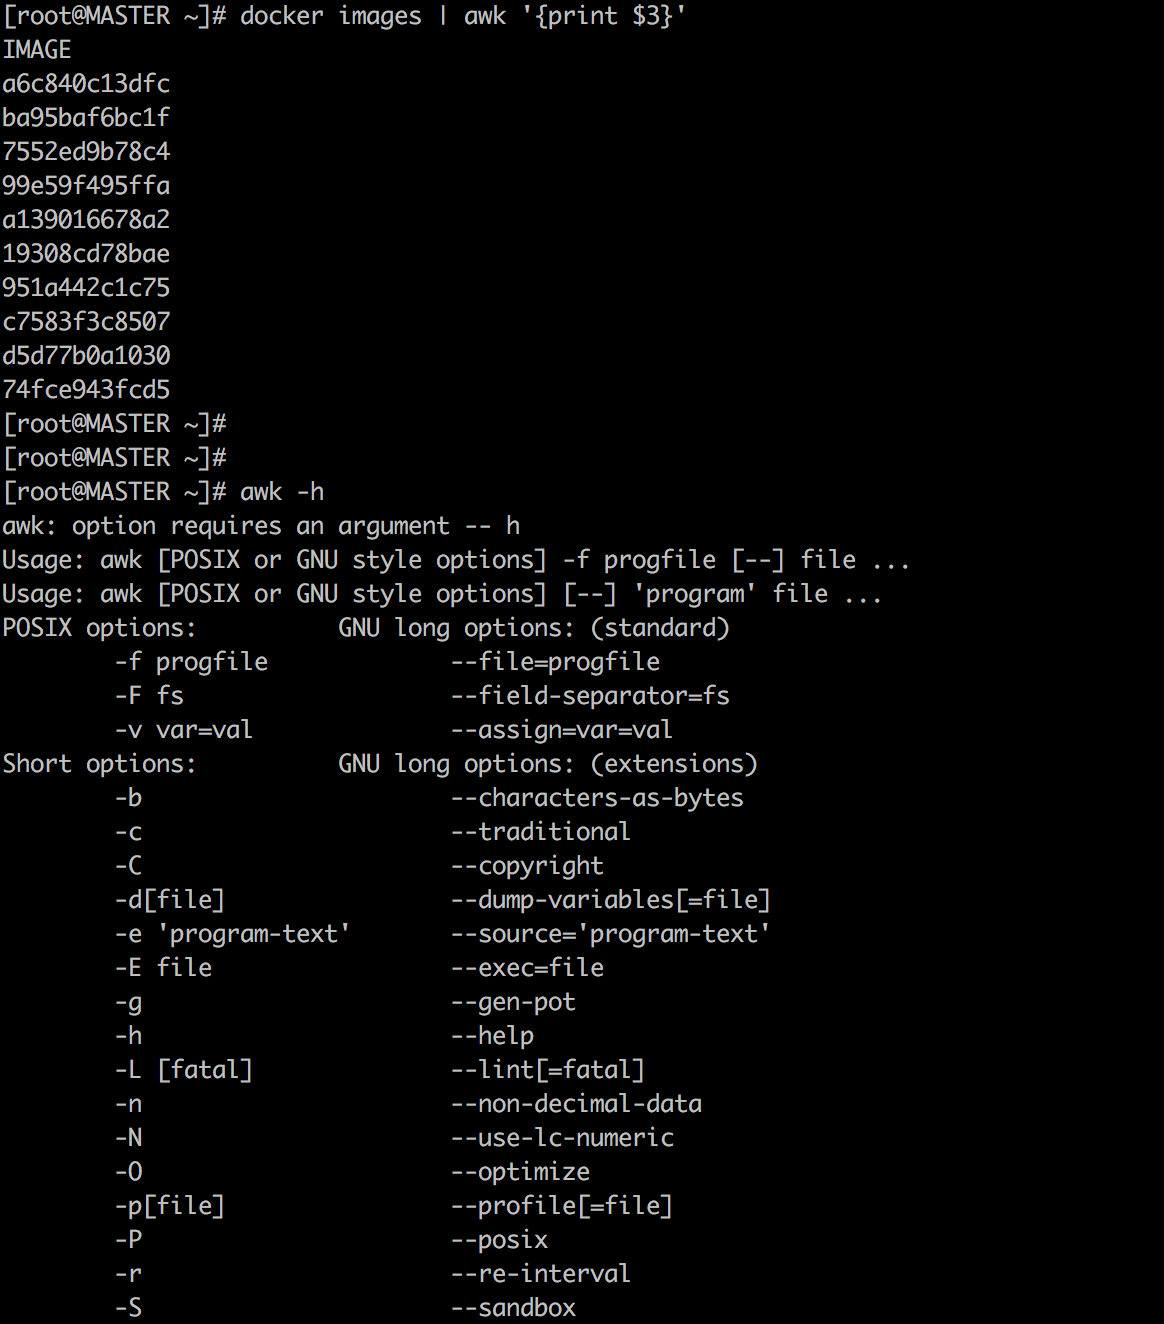 [root@MASTER ~]# docker images | awk '{print $3}'
IMAGE
a6c840c13dfc
ba95baf6bc1f
7552ed9b78c4
99e59f495ffa
a139016678a2
19308cd78bae
951a442c1c75
c7583f3c8507
d5d77b0a1030
74fce943fcd5
[root@MASTER ~]#
[root@MASTER ~]#
[root@MASTER ~]# awk -h
awk: option requires an argument -- h
Usage: awk [POSIX or GNU style options] -f progfile [--] file ...
Usage: awk [POSIX or GNU style options] [--] 'program' file ...
POSIX options:          GNU long options: (standard)
        -f progfile             --file=progfile
        -F fs                   --field-separator=fs
        -v var=val              --assign=var=val
Short options:          GNU long options: (extensions)
        -b                      --characters-as-bytes
        -c                      --traditional
        -C                      --copyright
        -d[file]                --dump-variables[=file]
        -e 'program-text'       --source='program-text'
        -E file                 --exec=file
        -g                      --gen-pot
        -h                      --help
        -L [fatal]              --lint[=fatal]
        -n                      --non-decimal-data
        -N                      --use-lc-numeric
        -O                      --optimize
        -p[file]                --profile[=file]
        -P                      --posix
        -r                      --re-interval
        -S                      --sandbox